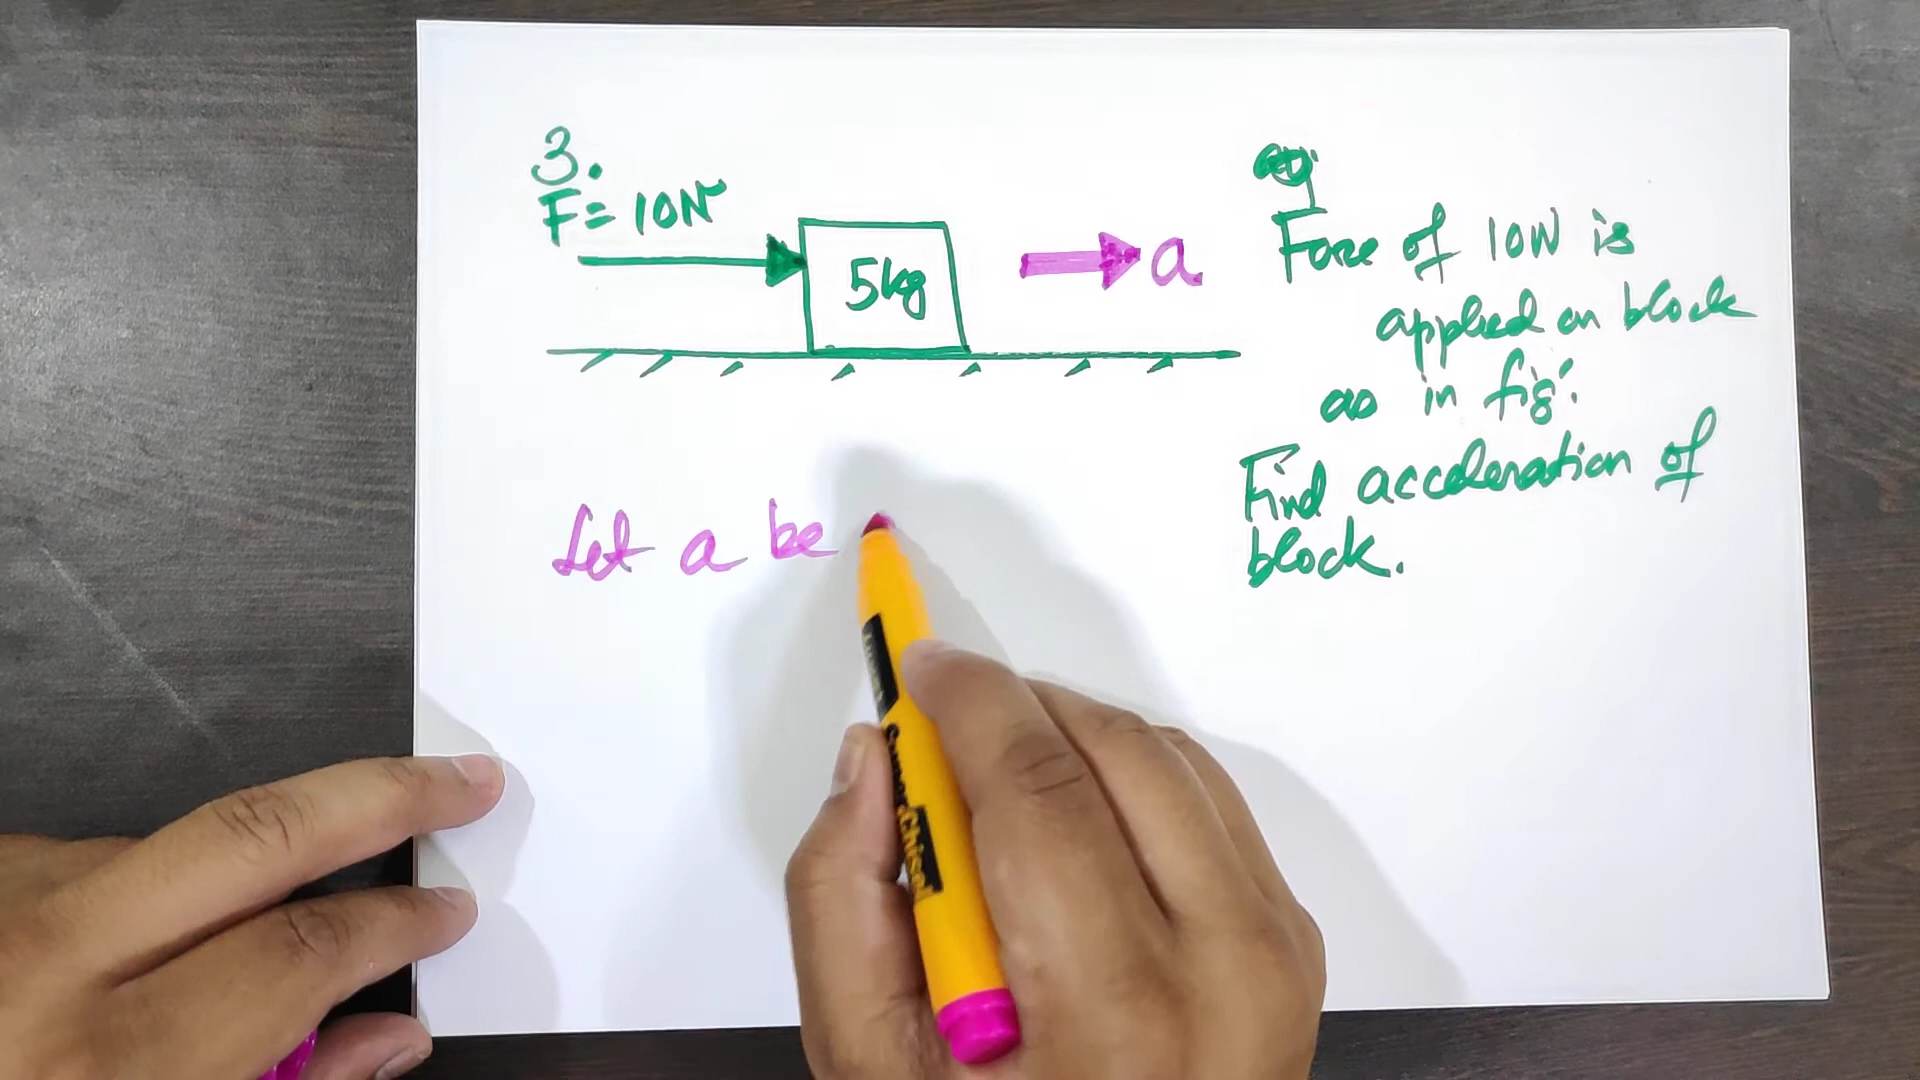 3.
F = 10N
5kg
a
Force of 10N is
applied on block
as in fig.
Find acceleration of
block.
Let a be
Chisel